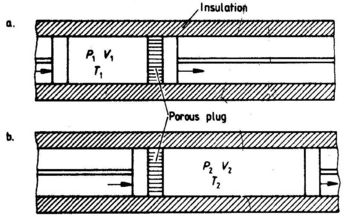 Insulation
a.
P₁ V₁
T₁
Porous plug
b.
P₂ V₂
T₂